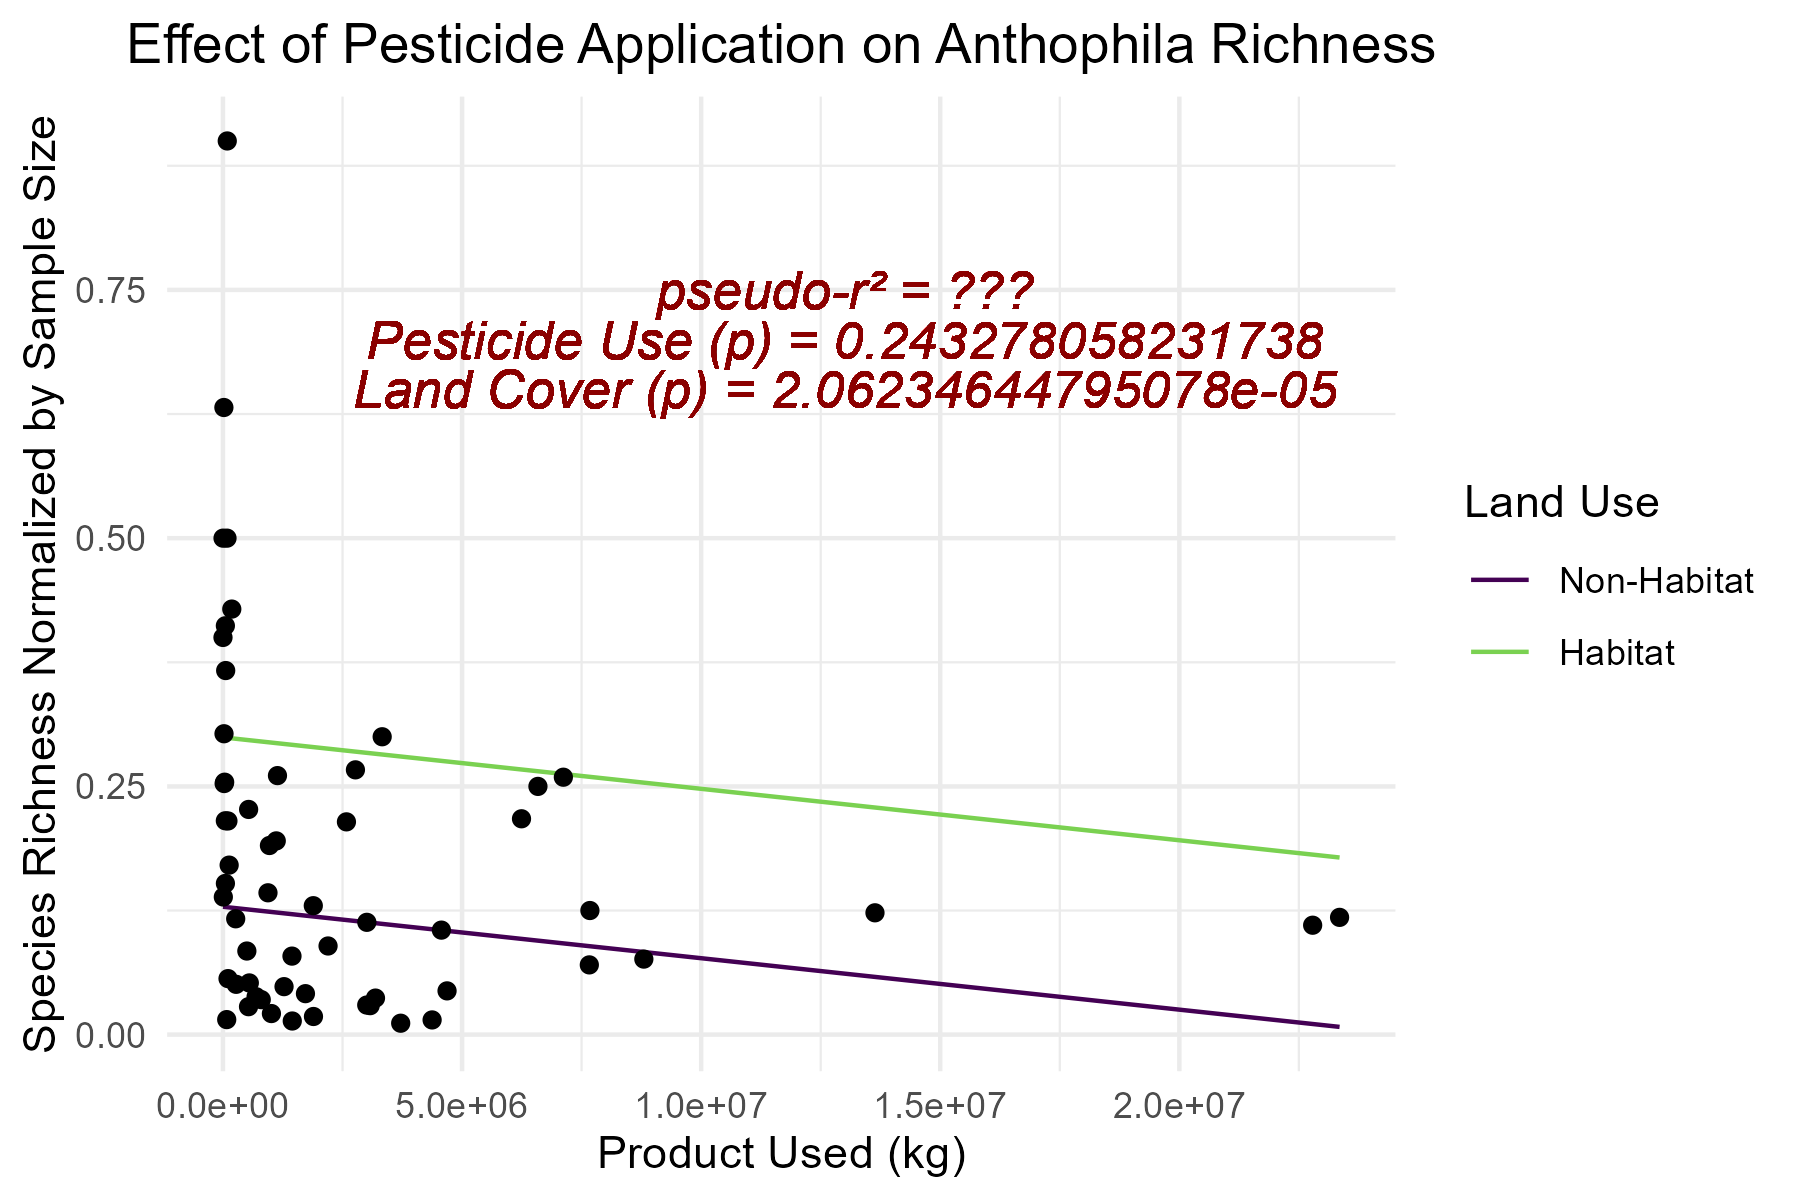 Effect of Pesticide Application on Anthophila Richness
Species Richness Normalized by Sample Size
0.75
0.50
0.25
0.00
pseudo-r² = ???
Pesticide Use (p) = 0.243278058231738
Land Cover (p) = 2.06234644795078e-05
Land Use
Non-Habitat
Habitat
0.0e+00
5.0e+06
1.0e+07
1.5e+07
2.0e+07
Product Used (kg)